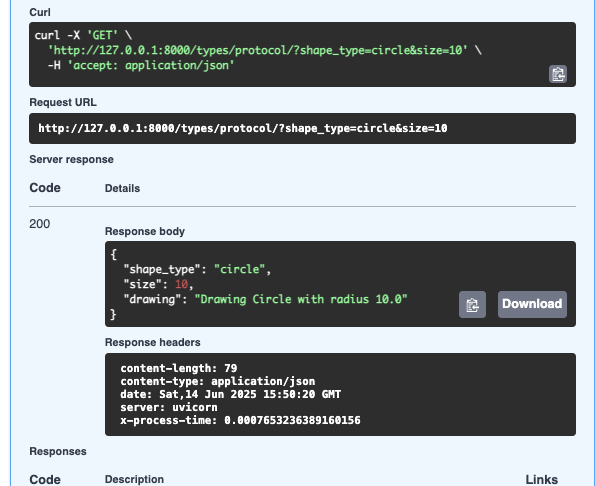 Curl
curl -X 'GET' \
'http://127.0.0.1:8000/types/protocol/?shape_type=circle&size=10' \
-H 'accept: application/json'
Request URL
http://127.0.0.1:8000/types/protocol/?shape_type=circle&size=10
Server response
Code Details
200
Response body
{
"shape_type": "circle",
"size": 10,
"drawing": "Drawing Circle with radius 10.0"
}
Download
Response headers
content-length: 79
content-type: application/json
date: Sat,14 Jun 2025 15:50:20 GMT
server: uvicorn
x-process-time: 0.0007653236389160156
Responses
Code Description Links